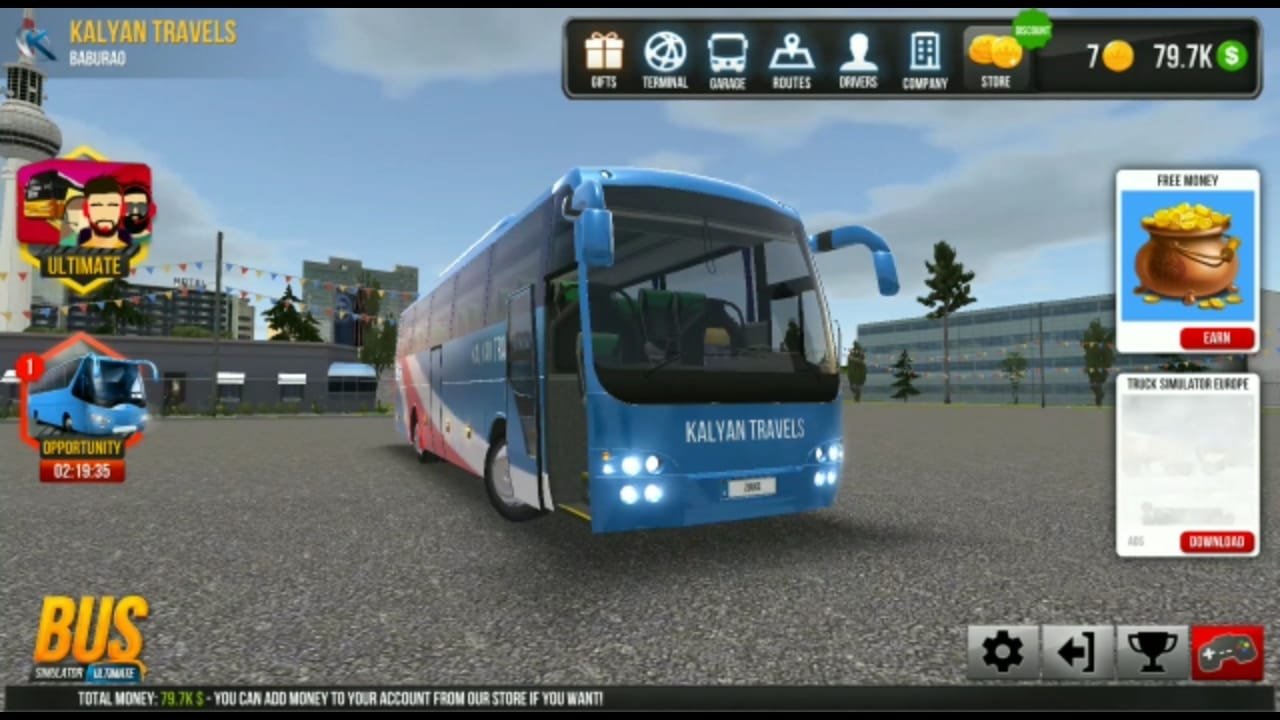 KALYAN TRAVELS
BABURAO
GIFTS
TERMINAL
GARAGE
ROUTES
DRIVERS
COMPANY
STORE
DISCOUNT
7
79.7K $
ULTIMATE
FREE MONEY
EARN
1
OPPORTUNITY
02:19:35
KALYAN TRAVELS
TRUCK SIMULATOR EUROPE
ADS
DOWNLOAD
BUS
SIMULATOR ULTIMATE
TOTAL MONEY: 79.7K $ - YOU CAN ADD MONEY TO YOUR ACCOUNT FROM OUR STORE IF YOU WANT!